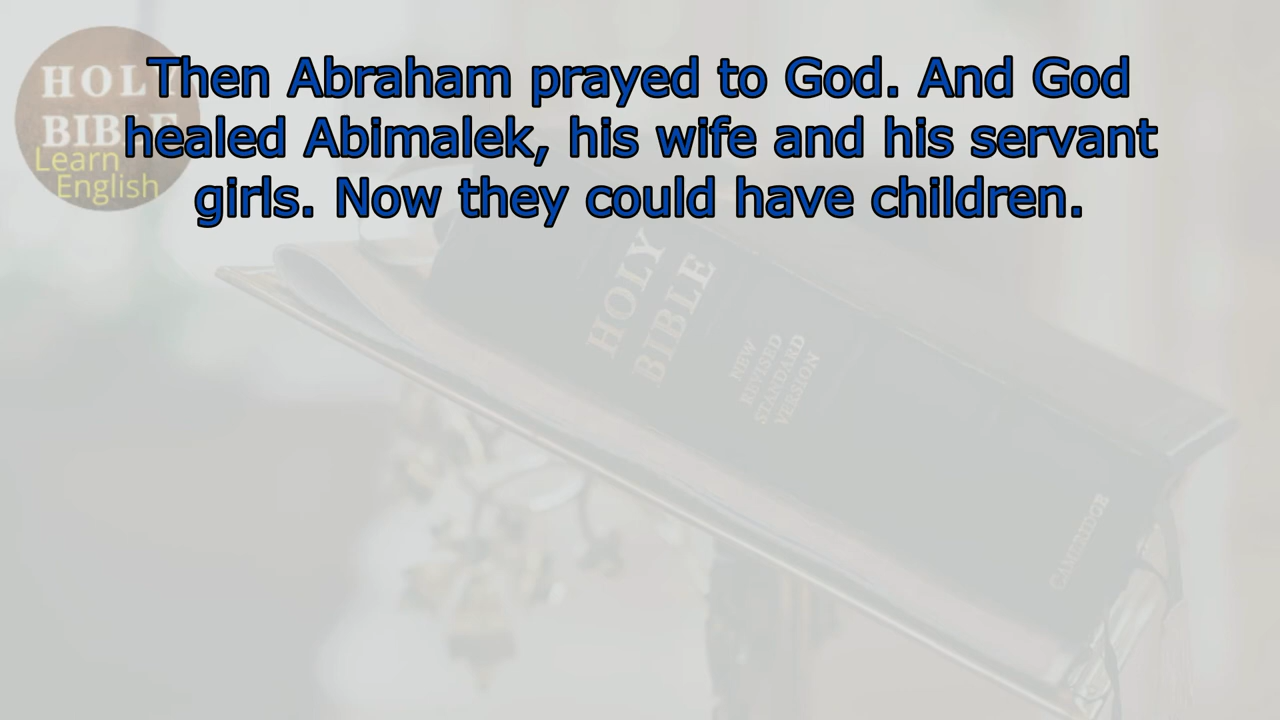 HOLY
BIBLE
Learn
English
Then Abraham prayed to God. And God
healed Abimalek, his wife and his servant
girls. Now they could have children.
HOLY
BIBLE
NEW
REVISED
STANDARD
VERSION
CAMBRIDGE